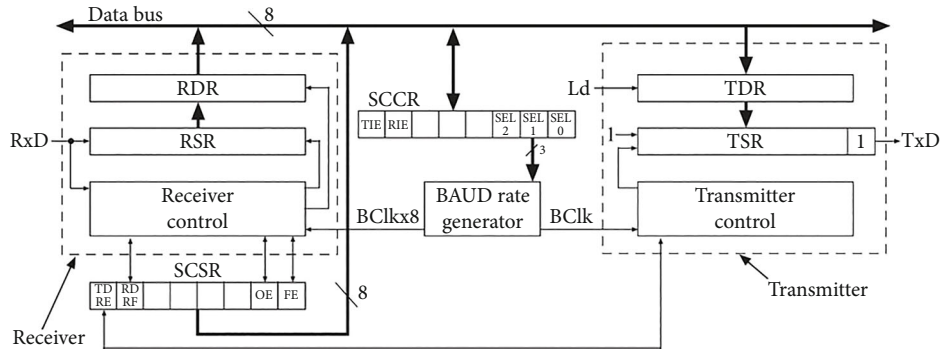 Data bus
8
RDR
RxD
RSR
Receiver
control
SCCR
TIE
RIE
SEL
2
SEL
1
SEL
0
3
BAUD rate
generator
BClkx8
BClk
Ld
TDR
1
TSR
1
TxD
Transmitter
control
SCSR
TD
RE
RD
RF
OE
FE
8
Receiver
Transmitter